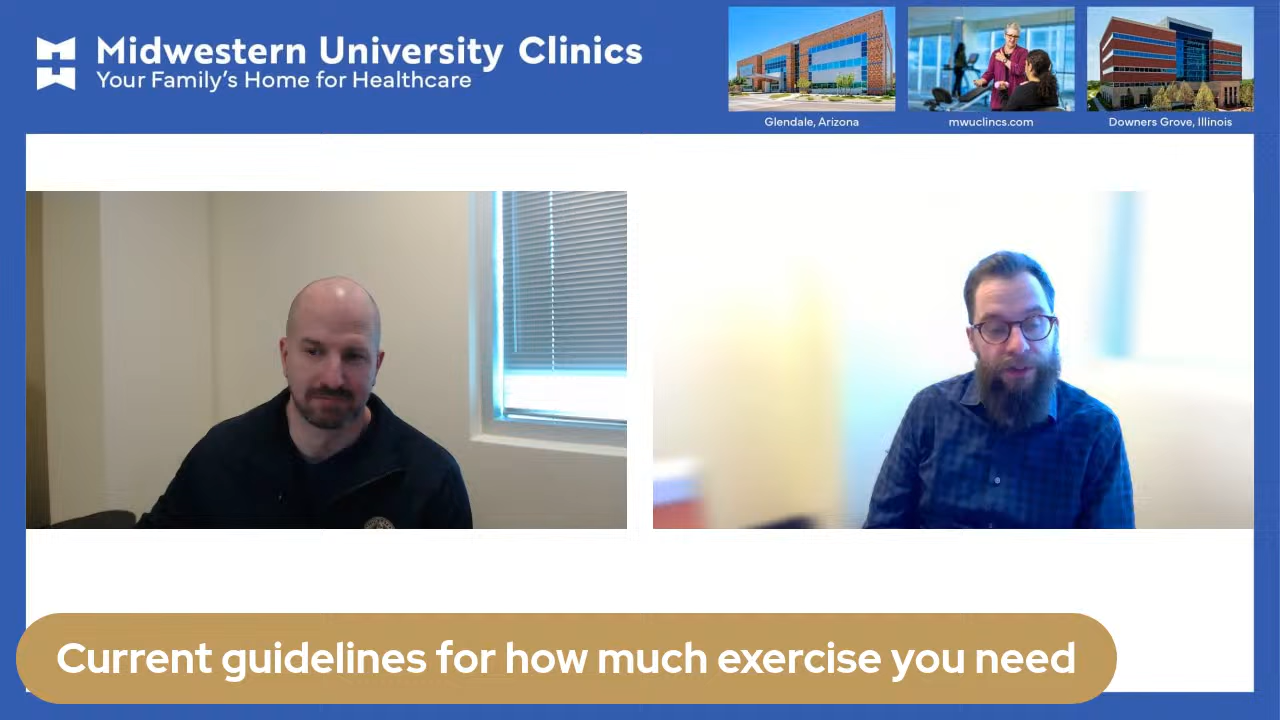 Midwestern University Clinics
Your Family's Home for Healthcare
Glendale, Arizona
mwuclincs.com
Downers Grove, Illinois
Current guidelines for how much exercise you need